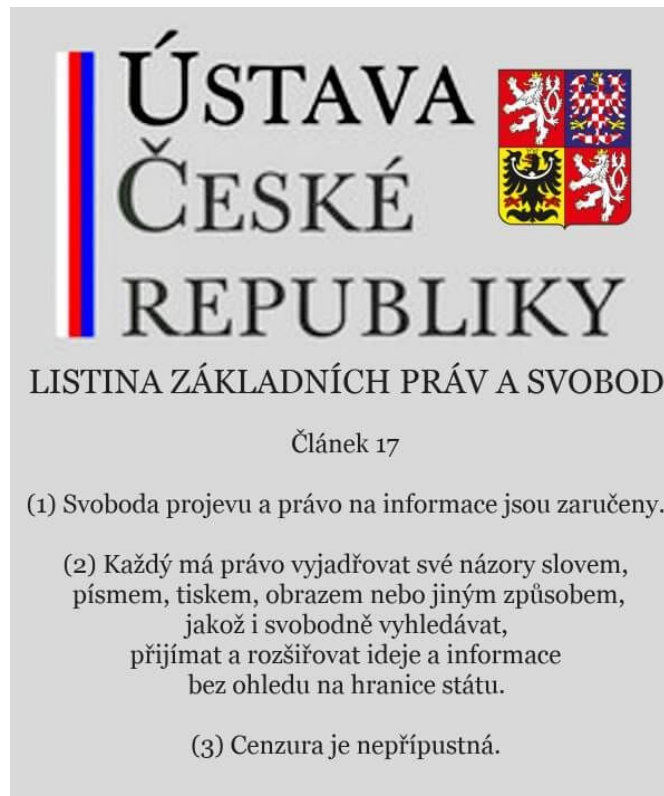 ÚSTAVA
ČESKÉ
REPUBLIKY
LISTINA ZÁKLADNÍCH PRÁV A SVOBOD
Článek 17
(1) Svoboda projevu a právo na informace jsou zaručeny.
(2) Každý má právo vyjadřovat své názory slovem,
písmem, tiskem, obrazem nebo jiným způsobem,
jakož i svobodně vyhledávat,
přijímat a rozšiřovat ideje a informace
bez ohledu na hranice státu.
(3) Cenzura je nepřípustná.